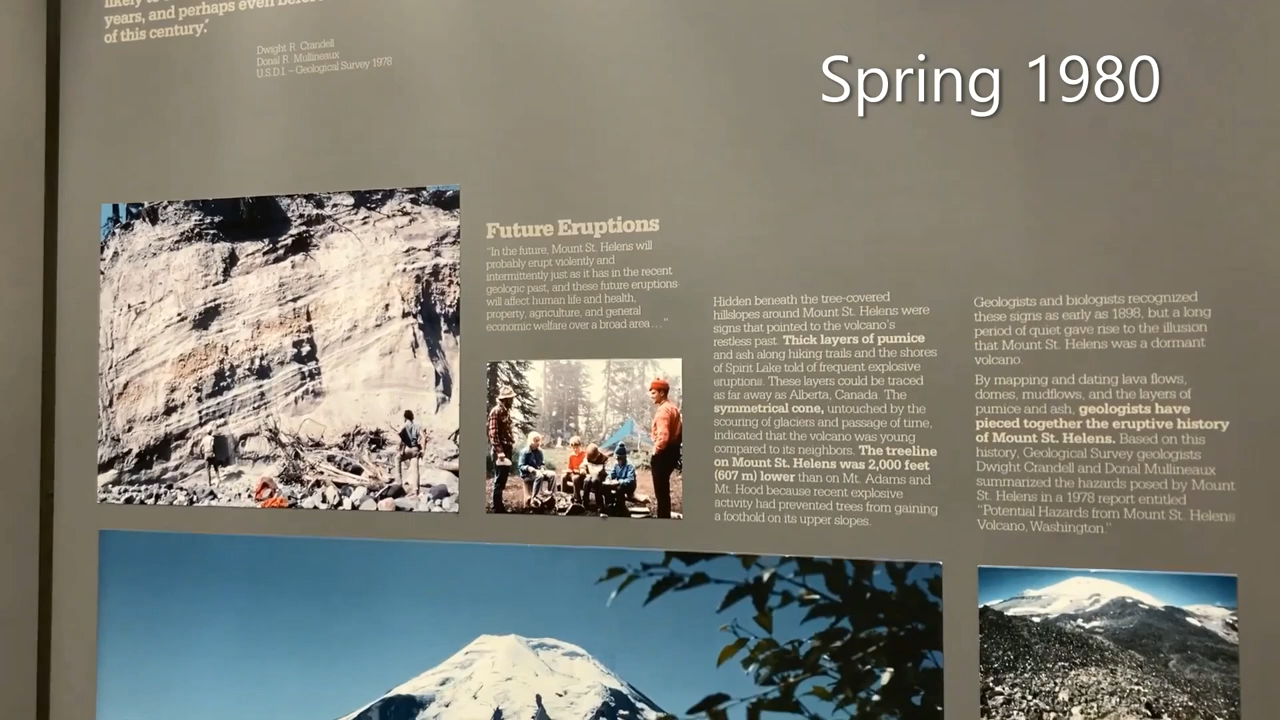 likely to
years, and perhaps even before
of this century."
Dwight R. Crandell
Donal R. Mullineaux
U.S.D.I. – Geological Survey 1978
Spring 1980
Future Eruptions
"In the future, Mount St. Helens will
probably erupt violently and
intermittently just as it has in the recent
geologic past, and these future eruptions
will affect human life and health,
property, agriculture, and general
economic welfare over a broad area . . ."
Hidden beneath the tree-covered
hillslopes around Mount St. Helens were
signs that pointed to the volcano's
restless past. Thick layers of pumice
and ash along hiking trails and the shores
of Spirit Lake told of frequent explosive
eruptions. These layers could be traced
as far away as Alberta, Canada. The
symmetrical cone, untouched by the
scouring of glaciers and passage of time,
indicated that the volcano was young
compared to its neighbors. The treeline
on Mount St. Helens was 2,000 feet
(607 m) lower than on Mt. Adams and
Mt. Hood because recent explosive
activity had prevented trees from gaining
a foothold on its upper slopes.
Geologists and biologists recognized
these signs as early as 1898, but a long
period of quiet gave rise to the illusion
that Mount St. Helens was a dormant
volcano.
By mapping and dating lava flows,
domes, mudflows, and the layers of
pumice and ash, geologists have
pieced together the eruptive history
of Mount St. Helens. Based on this
history, Geological Survey geologists
Dwight Crandell and Donal Mullineaux
summarized the hazards posed by Mount
St. Helens in a 1978 report entitled
"Potential Hazards from Mount St. Helens
Volcano, Washington."